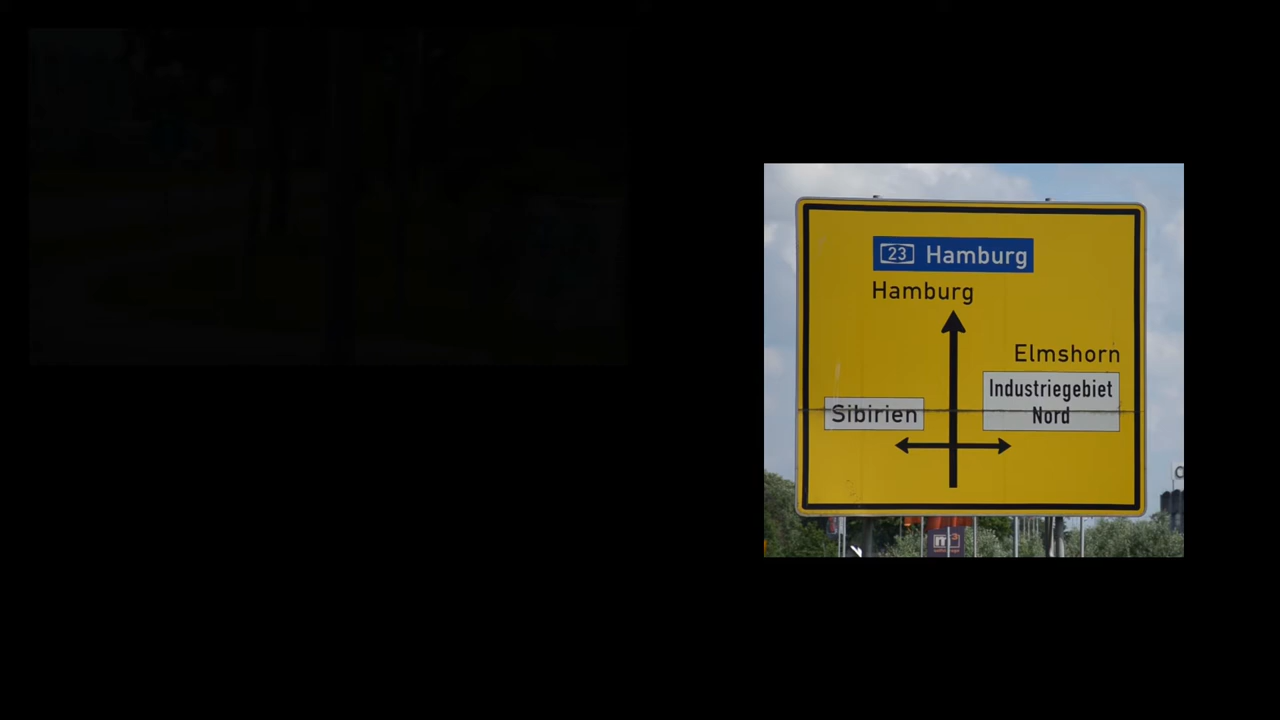 23 Hamburg
Hamburg
Elmshorn
Industriegebiet
Nord
Sibirien